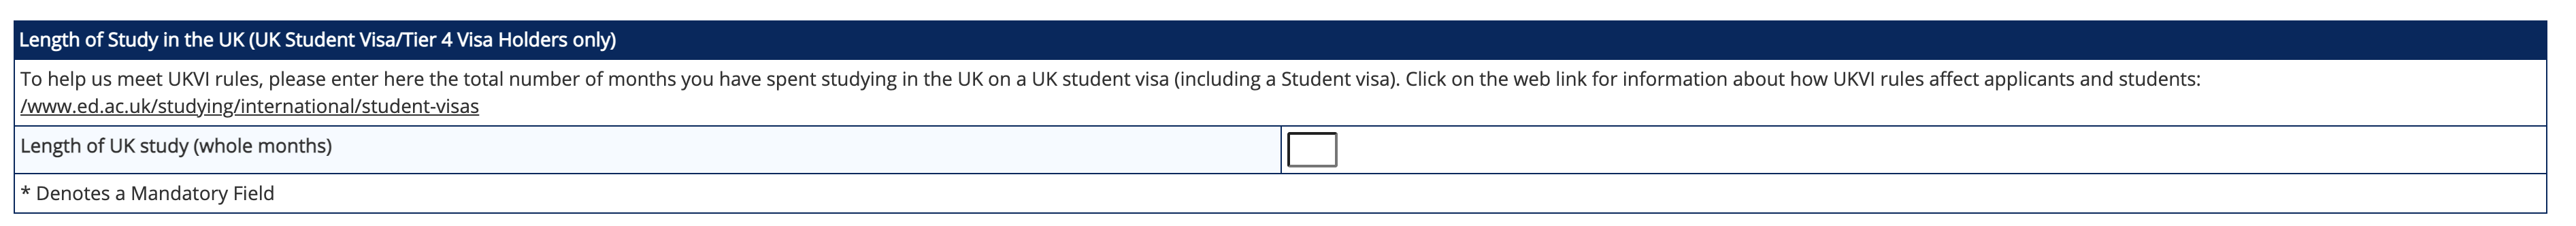 Length of Study in the UK (UK Student Visa/Tier 4 Visa Holders only)
To help us meet UKVI rules, please enter here the total number of months you have spent studying in the UK on a UK student visa (including a Student visa). Click on the web link for information about how UKVI rules affect applicants and students:
/www.ed.ac.uk/studying/international/student-visas
Length of UK study (whole months)
* Denotes a Mandatory Field